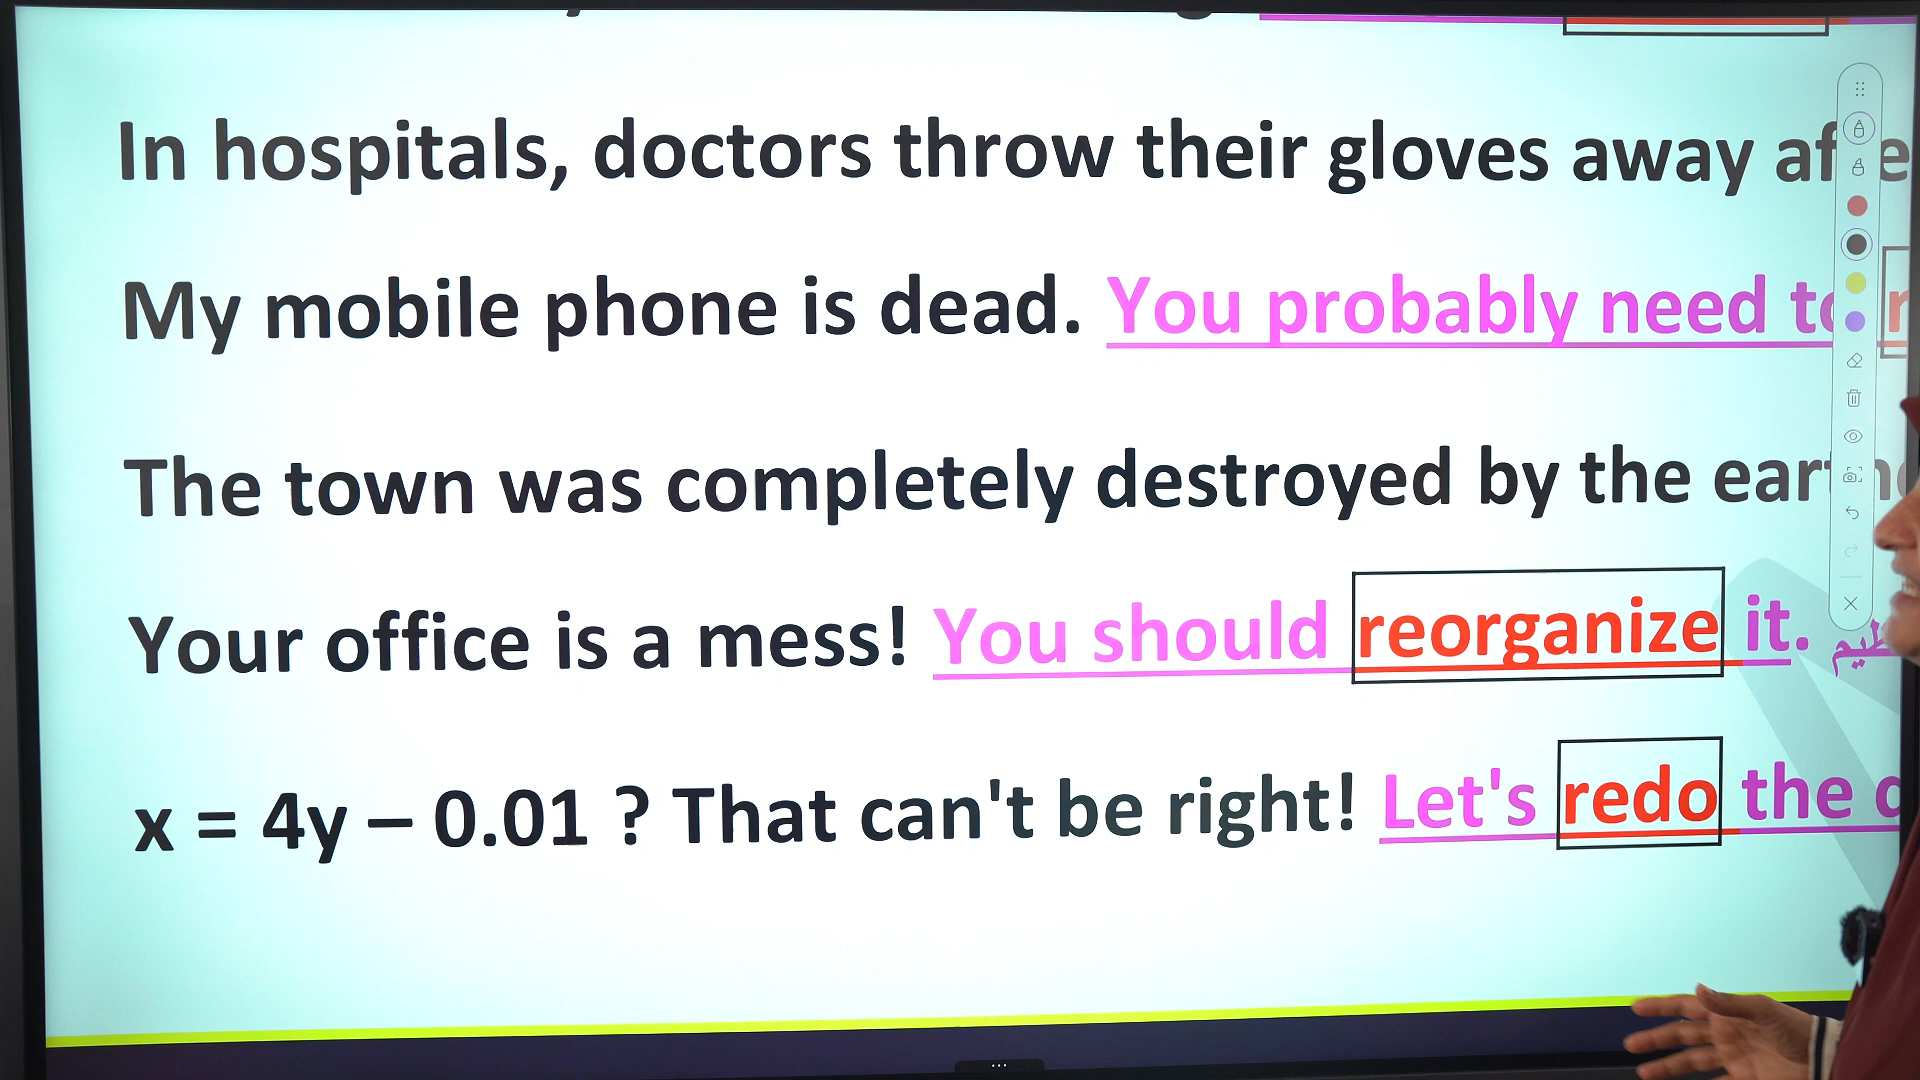 In hospitals, doctors throw their gloves away
My mobile phone is dead. You probably need to
The town was completely destroyed by the
Your office is a mess! You should reorganize it.
x = 4y – 0.01 ? That can't be right! Let's redo the